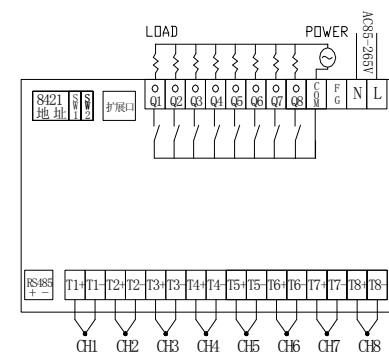 LOAD POWER AC85-265V
8421 地址 SW1 SW2 扩展口 Q1 Q2 Q3 Q4 Q5 Q6 Q7 Q8 COM FG N L
RS485 + - T1+ T1- T2+ T2- T3+ T3- T4+ T4- T5+ T5- T6+ T6- T7+ T7- T8+ T8-
CH1 CH2 CH3 CH4 CH5 CH6 CH7 CH8